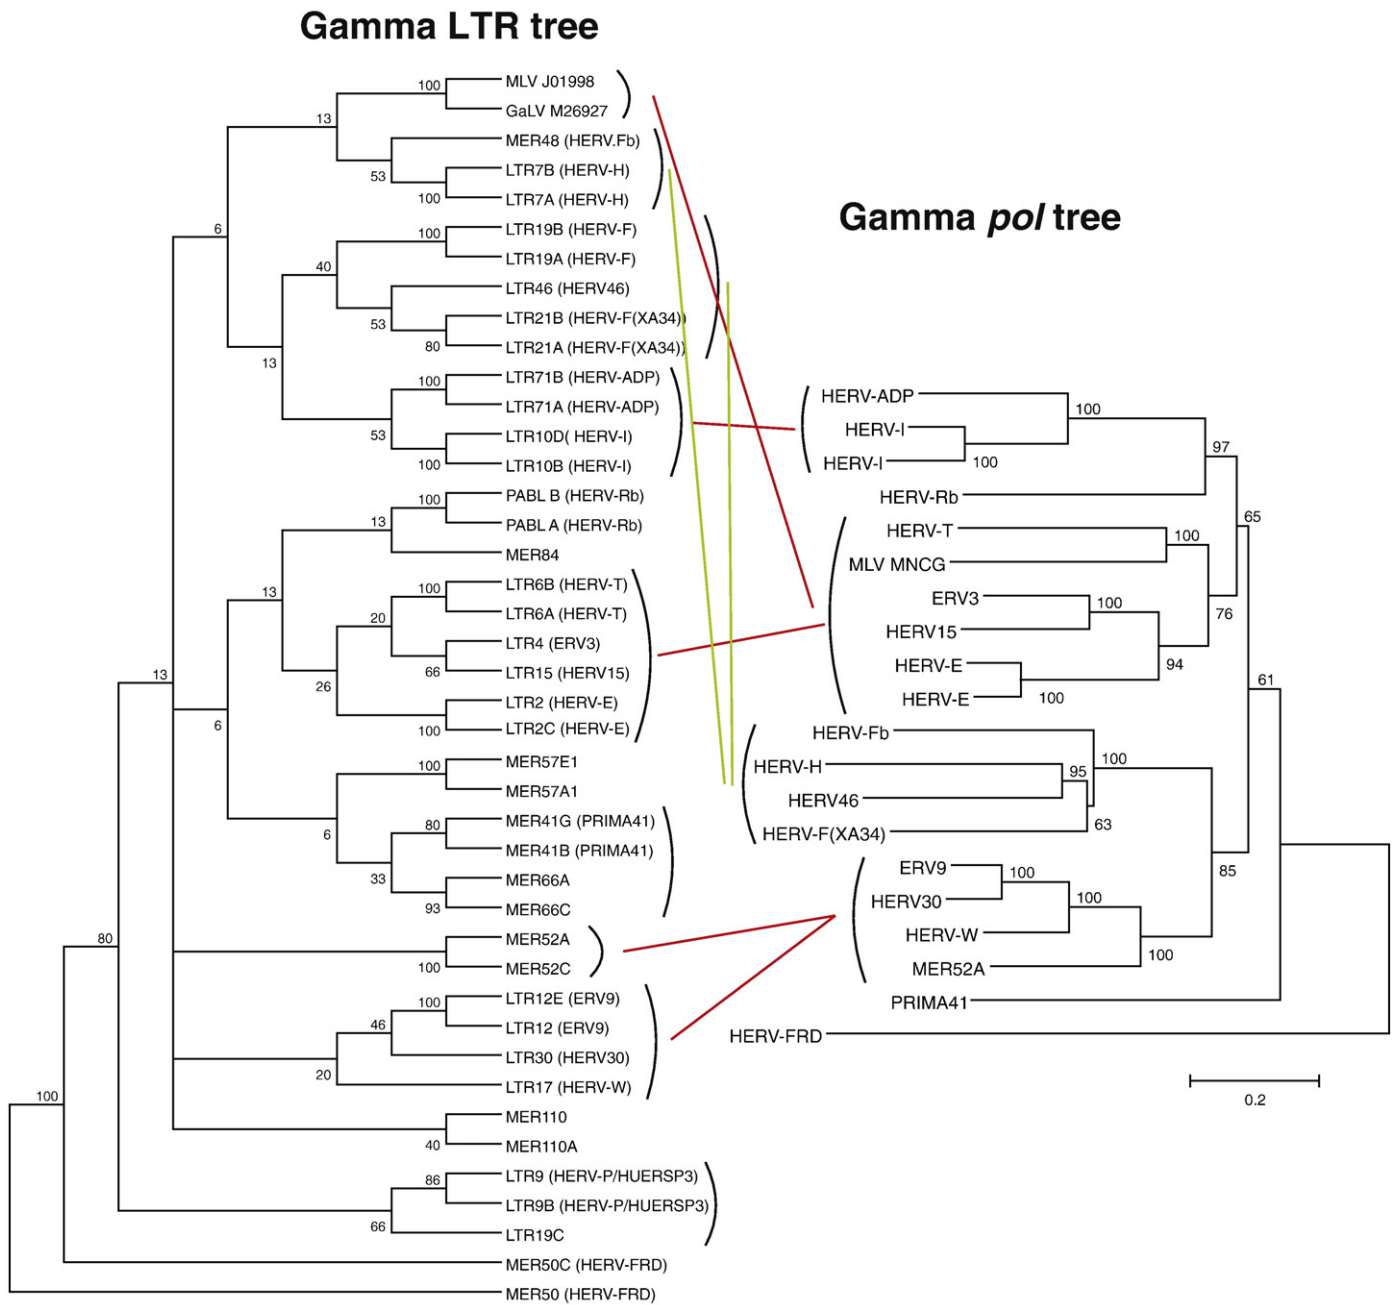 Gamma LTR tree
MLV J01998
GaLV M26927
MER48 (HERV.Fb)
LTR7B (HERV-H)
LTR7A (HERV-H)
LTR19B (HERV-F)
LTR19A (HERV-F)
LTR46 (HERV46)
LTR21B (HERV-F(XA34))
LTR21A (HERV-F(XA34))
LTR71B (HERV-ADP)
LTR71A (HERV-ADP)
LTR10D( HERV-I)
LTR10B (HERV-I)
PABL B (HERV-Rb)
PABL A (HERV-Rb)
MER84
LTR6B (HERV-T)
LTR6A (HERV-T)
LTR4 (ERV3)
LTR15 (HERV15)
LTR2 (HERV-E)
LTR2C (HERV-E)
MER57E1
MER57A1
MER41G (PRIMA41)
MER41B (PRIMA41)
MER66A
MER66C
MER52A
MER52C
LTR12E (ERV9)
LTR12 (ERV9)
LTR30 (HERV30)
LTR17 (HERV-W)
MER110
MER110A
LTR9 (HERV-P/HUERSP3)
LTR9B (HERV-P/HUERSP3)
LTR19C
MER50C (HERV-FRD)
MER50 (HERV-FRD)
100
13
53
100
6
100
40
53
80
13
100
53
100
100
13
13
100
20
66
26
100
13
6
100
6
80
33
93
80
100
100
46
20
100
40
86
66
Gamma pol tree
HERV-ADP
HERV-I
HERV-I
HERV-Rb
HERV-T
MLV MNCG
ERV3
HERV15
HERV-E
HERV-E
HERV-Fb
HERV-H
HERV46
HERV-F(XA34)
ERV9
HERV30
HERV-W
MER52A
PRIMA41
HERV-FRD
100
100
97
65
100
100
76
94
100
61
100
95
63
85
100
100
100
0.2